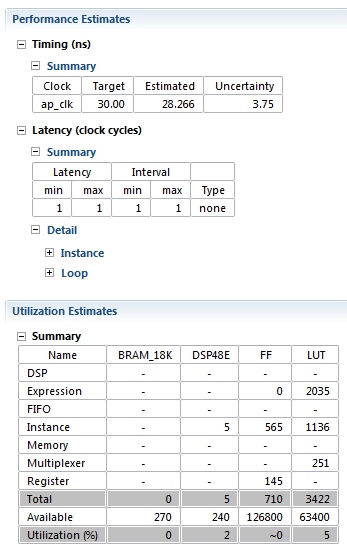 Performance Estimates
Timing (ns)
Summary
Clock Target Estimated Uncertainty
ap_clk 30.00 28.266 3.75
Latency (clock cycles)
Summary
Latency Interval
min max min max Type
1 1 1 1 none
Detail
Instance
Loop
Utilization Estimates
Summary
Name BRAM_18K DSP48E FF LUT
DSP - - - -
Expression - - 0 2035
FIFO - - - -
Instance - 5 565 1136
Memory - - - -
Multiplexer - - - 251
Register - - 145 -
Total 0 5 710 3422
Available 270 240 126800 63400
Utilization (%) 0 2 ~0 5